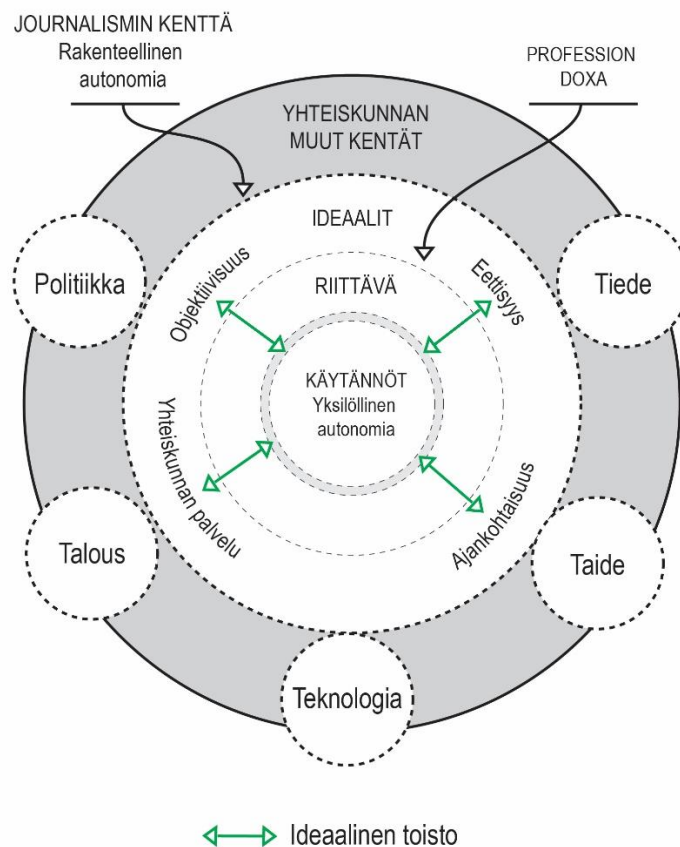 JOURNALISMIN KENTTÄ
Rakenteellinen
autonomia
PROFESSION
DOXA
YHTEISKUNNAN
MUUT KENTÄT
IDEAALIT
Politiikka
Objektiivisuus
RIITTÄVÄ
Eettisyys
Tiede
KÄYTÄNNÖT
Yksilöllinen
autonomia
Yhteiskunnan palvelu
Ajankohtaisuus
Talous
Taide
Teknologia
Ideaalinen toisto